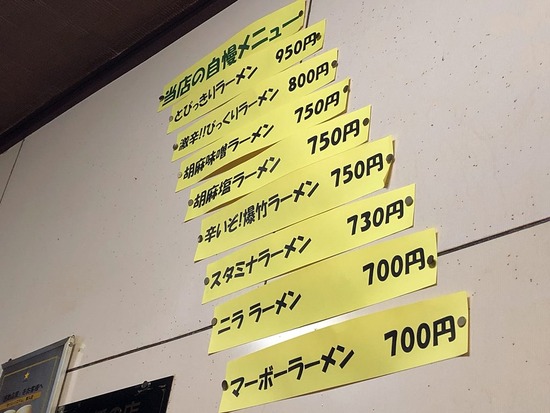 当店の自慢メニュー
とびっきりラーメン 950円
激辛!!びっくりラーメン 800円
胡麻味噌ラーメン 750円
胡麻塩ラーメン 750円
辛いぞ!爆竹ラーメン 750円
スタミナラーメン 730円
ニラ ラーメン 700円
マーボーラーメン 700円